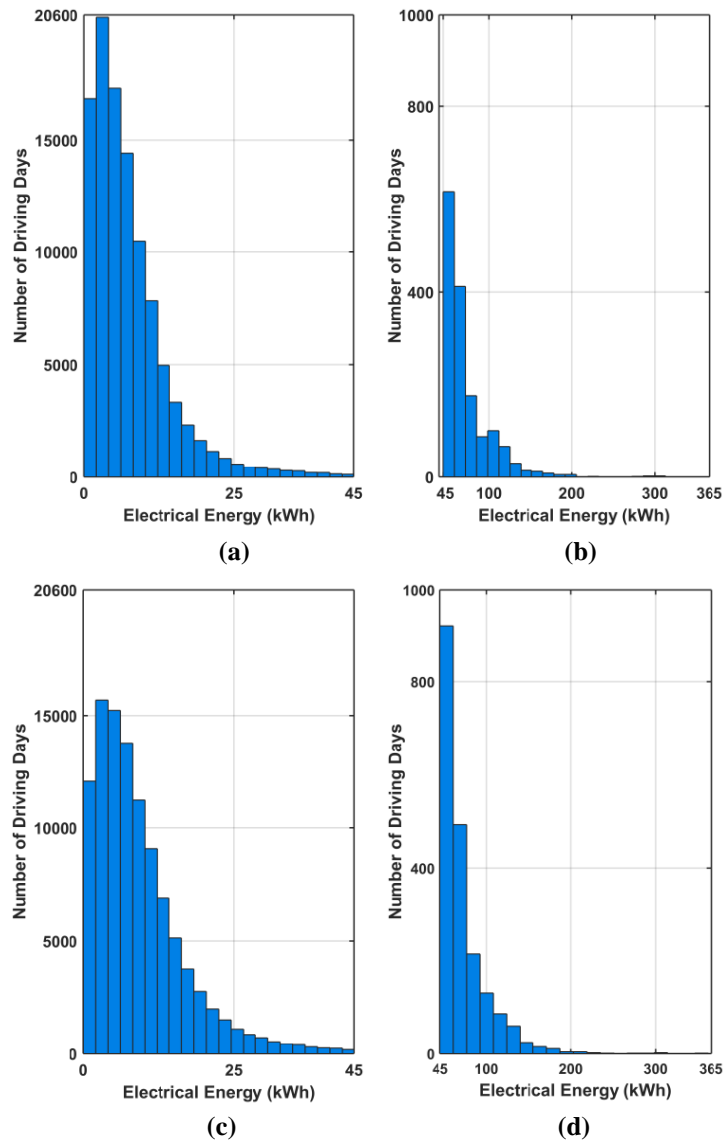 20600
15000
10000
5000
0
Number of Driving Days
0 25 45
Electrical Energy (kWh)
(a)
1000
800
400
0
Number of Driving Days
45 100 200 300 365
Electrical Energy (kWh)
(b)
20600
15000
10000
5000
0
Number of Driving Days
0 25 45
Electrical Energy (kWh)
(c)
1000
800
400
0
Number of Driving Days
45 100 200 300 365
Electrical Energy (kWh)
(d)